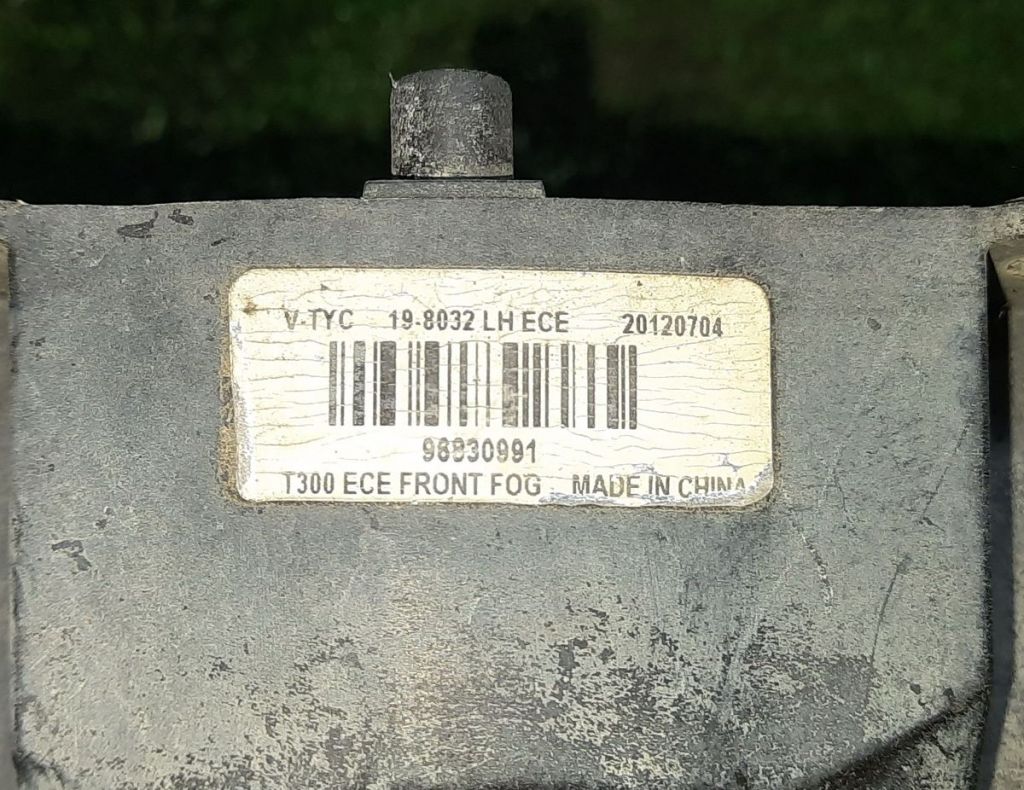 V-TYC 19-8032 LH ECE 20120704
96830991
T300 ECE FRONT FOG MADE IN CHINA